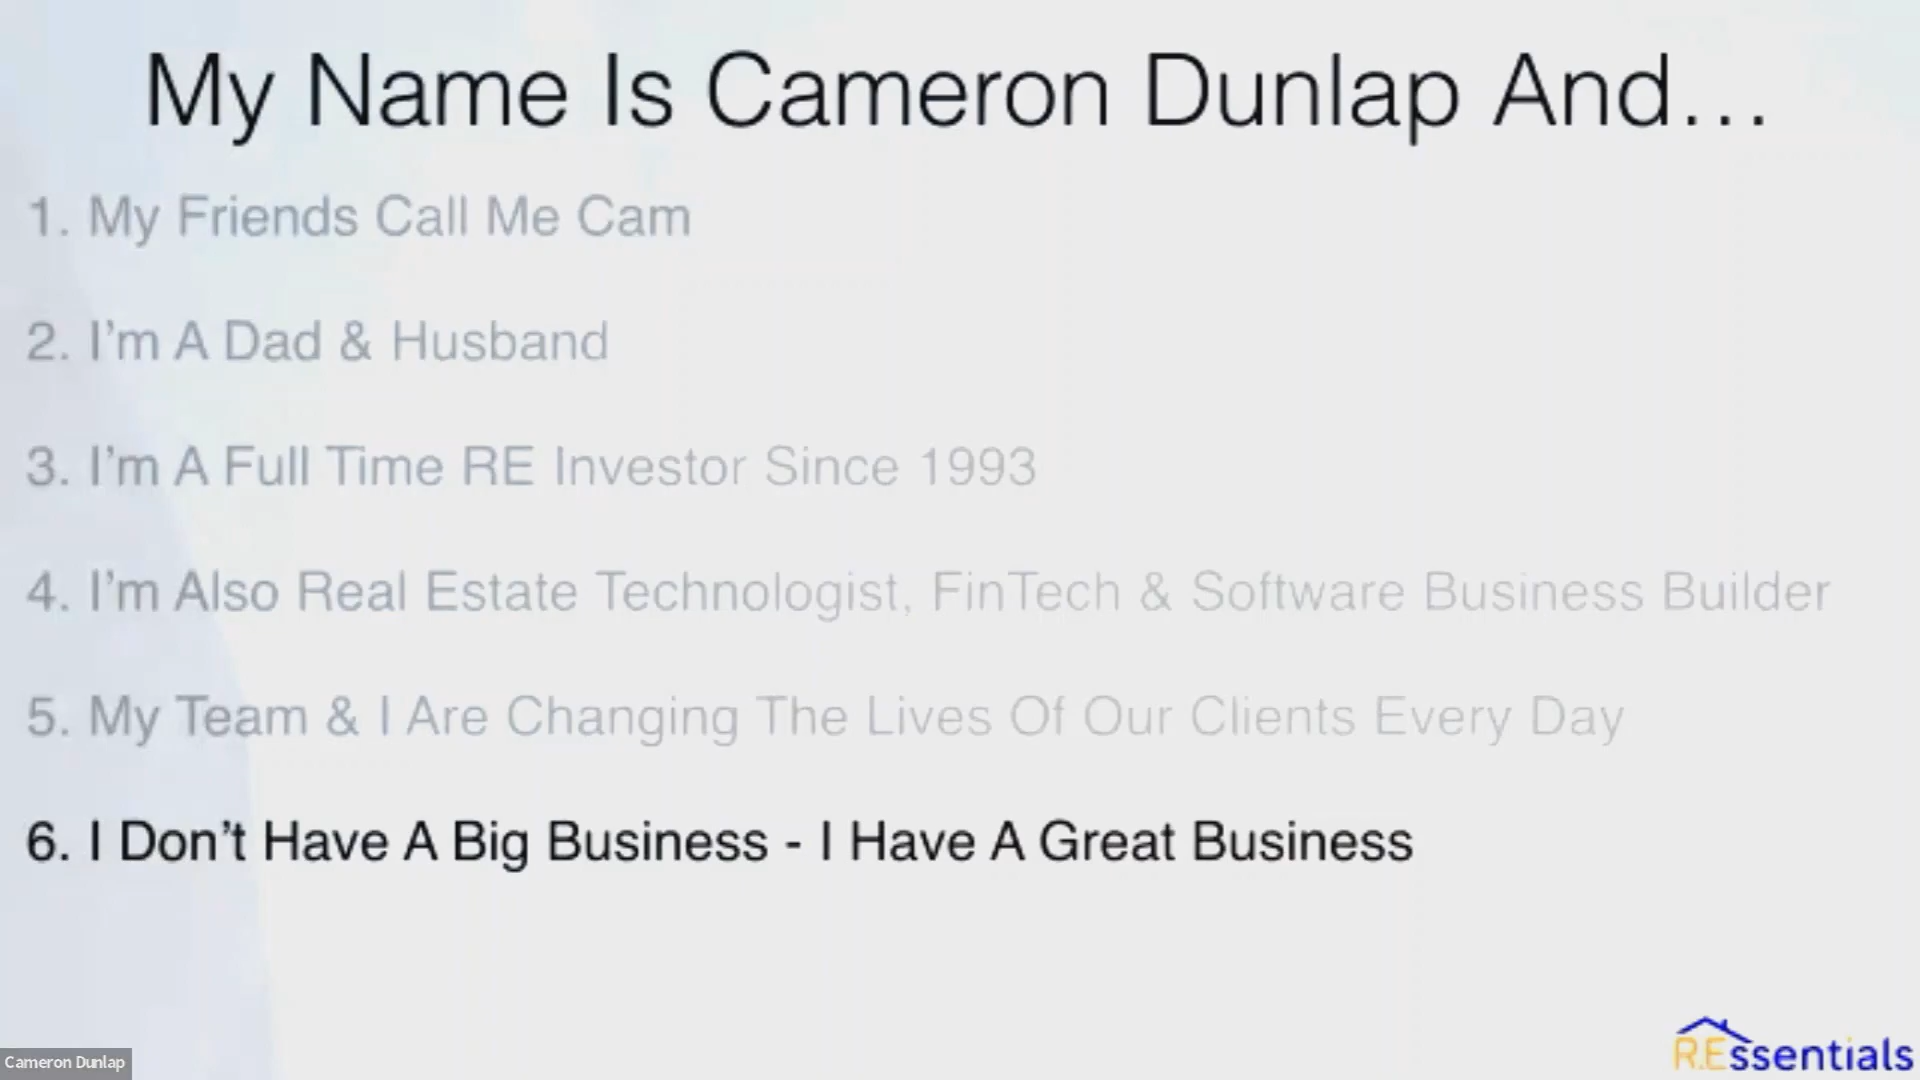 My Name Is Cameron Dunlap And...
1. My Friends Call Me Cam
2. I'm A Dad & Husband
3. I'm A Full Time RE Investor Since 1993
4. I'm Also Real Estate Technologist, FinTech & Software Business Builder
5. My Team & I Are Changing The Lives Of Our Clients Every Day
6. I Don't Have A Big Business - I Have A Great Business
R.Essentials
Cameron Dunlap